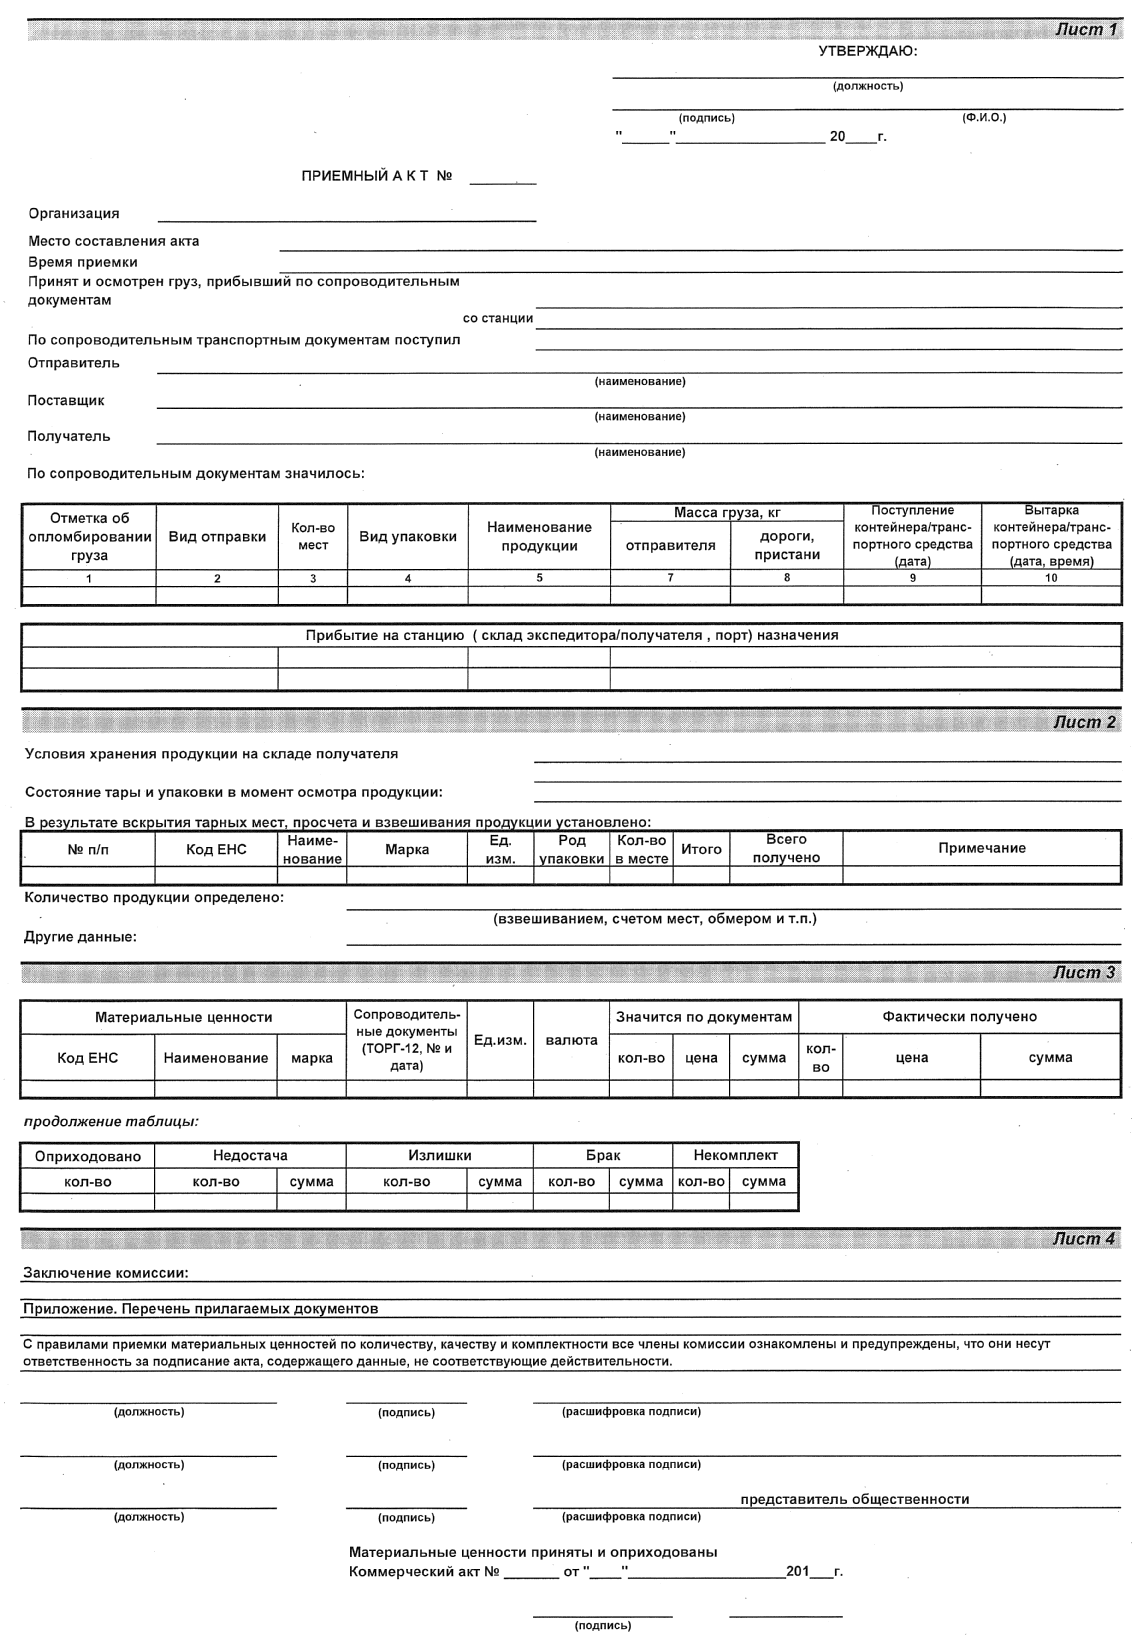 Лист 1
УТВЕРЖДАЮ:
(должность)
(подпись) (Ф.И.О.)
"______"___________________ 20____г.
ПРИЕМНЫЙ А К Т № ________
Организация
Место составления акта
Время приемки
Принят и осмотрен груз, прибывший по сопроводительным
документам
со станции
По сопроводительным транспортным документам поступил
Отправитель
(наименование)
Поставщик
(наименование)
Получатель
(наименование)
По сопроводительным документам значилось:
Отметка об опломбировании груза Вид отправки Кол-во мест Вид упаковки Наименование продукции Масса груза, кг отправителя дороги, пристани Поступление контейнера/транс-портного средства (дата) Вытарка контейнера/транс-портного средства (дата, время)
1 2 3 4 5 7 8 9 10
Прибытие на станцию ( склад экспедитора/получателя , порт) назначения
Лист 2
Условия хранения продукции на складе получателя
Состояние тары и упаковки в момент осмотра продукции:
В результате вскрытия тарных мест, просчета и взвешивания продукции установлено:
№ п/п Код ЕНС Наиме-нование Марка Ед. изм. Род упаковки Кол-во в месте Итого Всего получено Примечание
Количество продукции определено:
(взвешиванием, счетом мест, обмером и т.п.)
Другие данные:
Лист 3
Материальные ценности Сопроводитель-ные документы (ТОРГ-12, № и дата) Ед.изм. валюта Значится по документам Фактически получено
Код ЕНС Наименование марка кол-во цена сумма кол-во цена сумма
продолжение таблицы:
Оприходовано Недостача Излишки Брак Некомплект
кол-во кол-во сумма кол-во сумма кол-во сумма кол-во сумма
Лист 4
Заключение комиссии:
Приложение. Перечень прилагаемых документов
С правилами приемки материальных ценностей по количеству, качеству и комплектности все члены комиссии ознакомлены и предупреждены, что они несут
ответственность за подписание акта, содержащего данные, не соответствующие действительности.
(должность) (подпись) (расшифровка подписи)
(должность) (подпись) (расшифровка подписи)
представитель общественности
(должность) (подпись) (расшифровка подписи)
Материальные ценности приняты и оприходованы
Коммерческий акт № _______ от "____"____________________201___г.
(подпись)